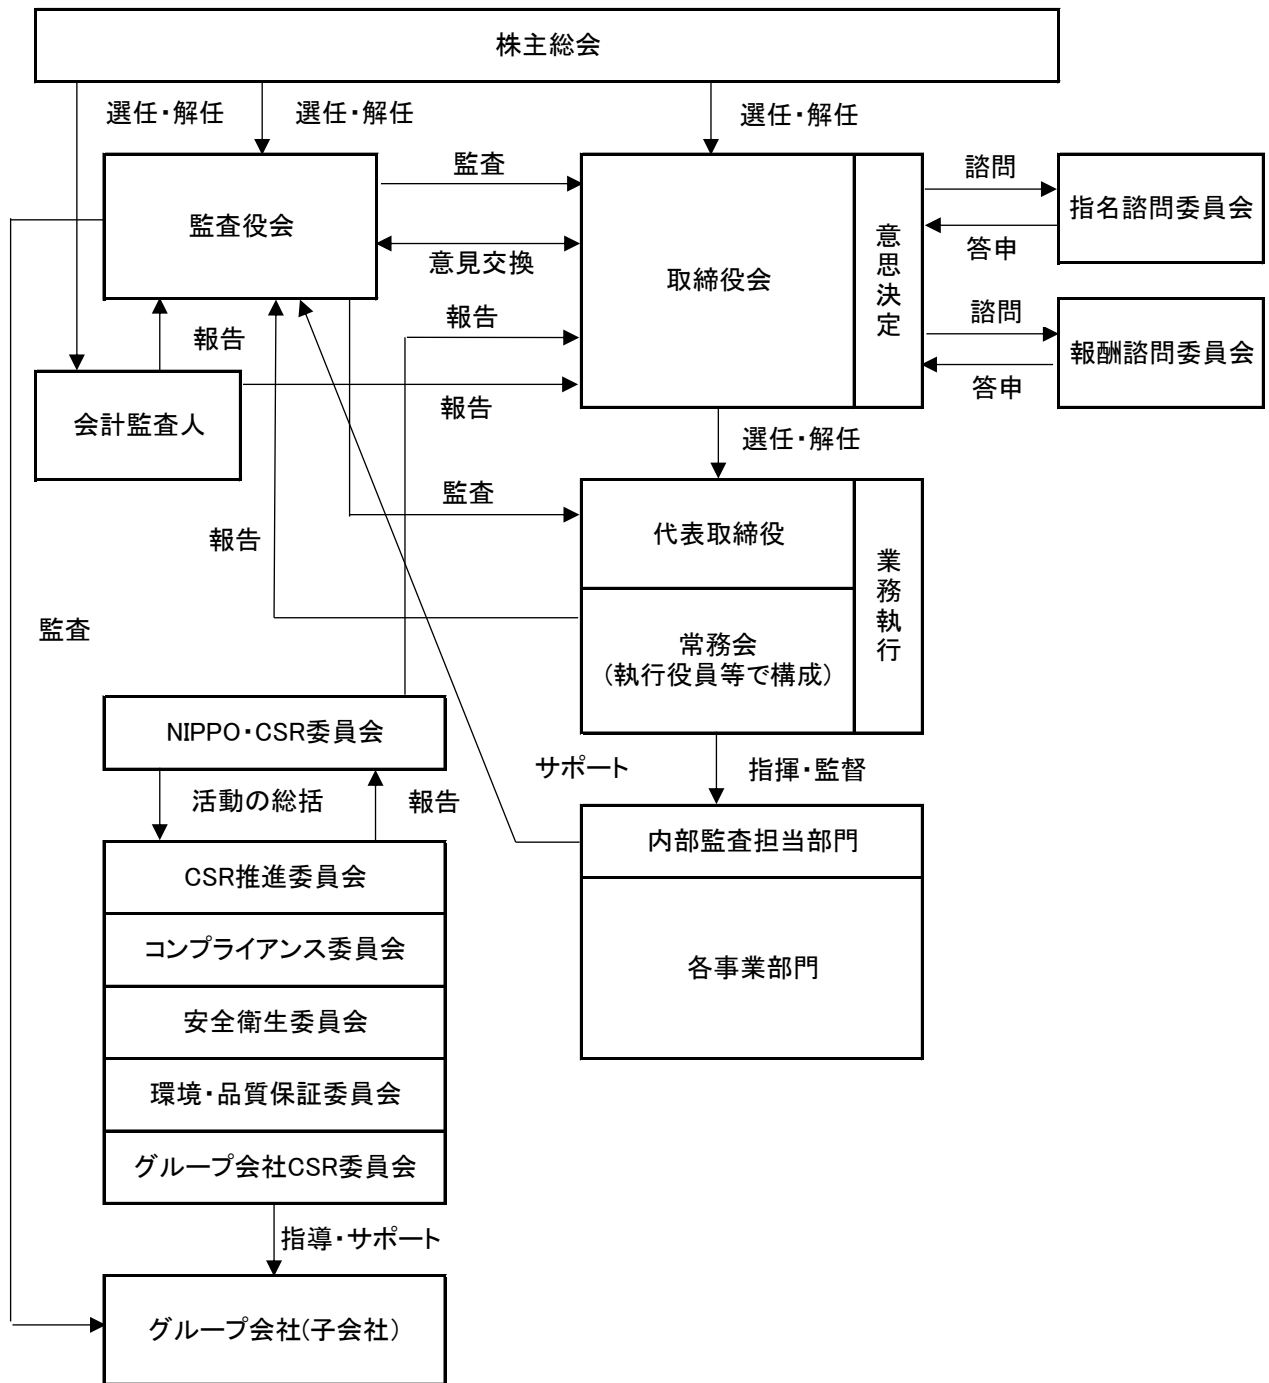 株主総会
選任・解任
選任・解任
選任・解任
監査役会
監査
意見交換
取締役会
意思決定
諮問
答申
指名諮問委員会
諮問
答申
報酬諮問委員会
報告
報告
報告
会計監査人
選任・解任
監査
報告
代表取締役
業務執行
常務会
(執行役員等で構成)
監査
NIPPO・CSR委員会
サポート
指揮・監督
活動の総括
報告
内部監査担当部門
各事業部門
CSR推進委員会
コンプライアンス委員会
安全衛生委員会
環境・品質保証委員会
グループ会社CSR委員会
指導・サポート
グループ会社(子会社)